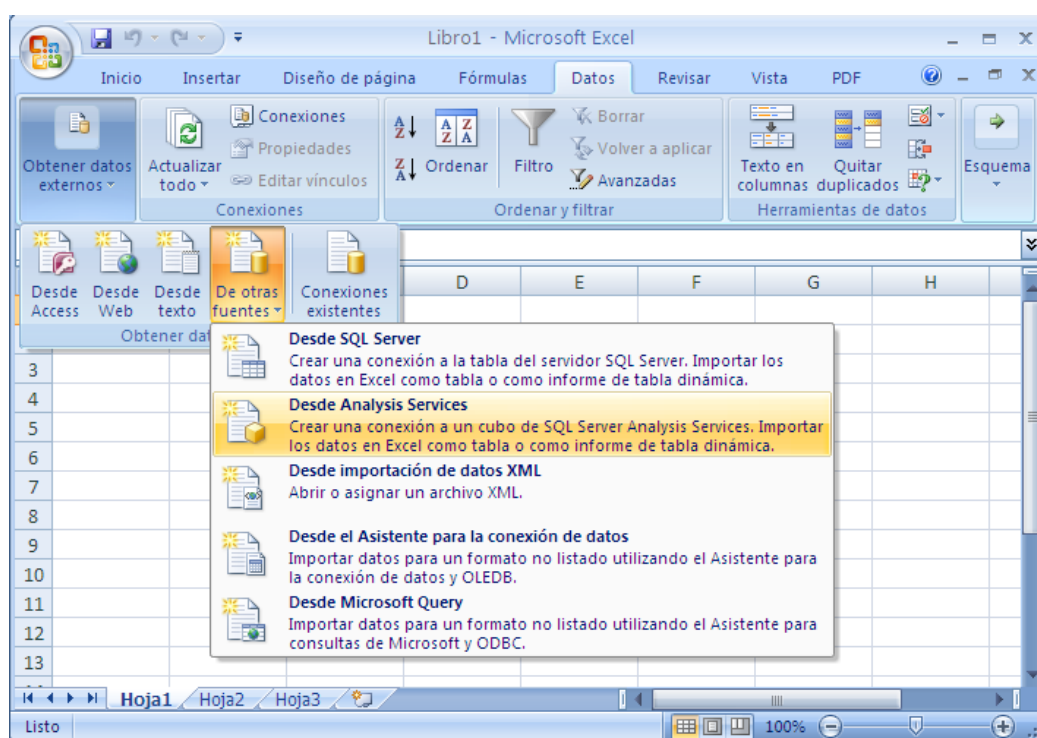 Libro1 - Microsoft Excel
Inicio Insertar Diseño de página Fórmulas Datos Revisar Vista PDF
Obtener datos externos
Actualizar todo
Conexiones
Propiedades
Editar vínculos
Conexiones
Ordenar
Filtro
Borrar
Volver a aplicar
Avanzadas
Ordenar y filtrar
Texto en columnas
Quitar duplicados
Herramientas de datos
Esquema
Desde Access
Desde Web
Desde texto
De otras fuentes
Conexiones existentes
Obtener dat
D E F G H
Desde SQL Server
Crear una conexión a la tabla del servidor SQL Server. Importar los
datos en Excel como tabla o como informe de tabla dinámica.
Desde Analysis Services
Crear una conexión a un cubo de SQL Server Analysis Services. Importar
los datos en Excel como tabla o como informe de tabla dinámica.
Desde importación de datos XML
Abrir o asignar un archivo XML.
Desde el Asistente para la conexión de datos
Importar datos para un formato no listado utilizando el Asistente para
la conexión de datos y OLEDB.
Desde Microsoft Query
Importar datos para un formato no listado utilizando el Asistente para
consultas de Microsoft y ODBC.
3
4
5
6
7
8
9
10
11
12
13
Hoja1 Hoja2 Hoja3
Listo
100%